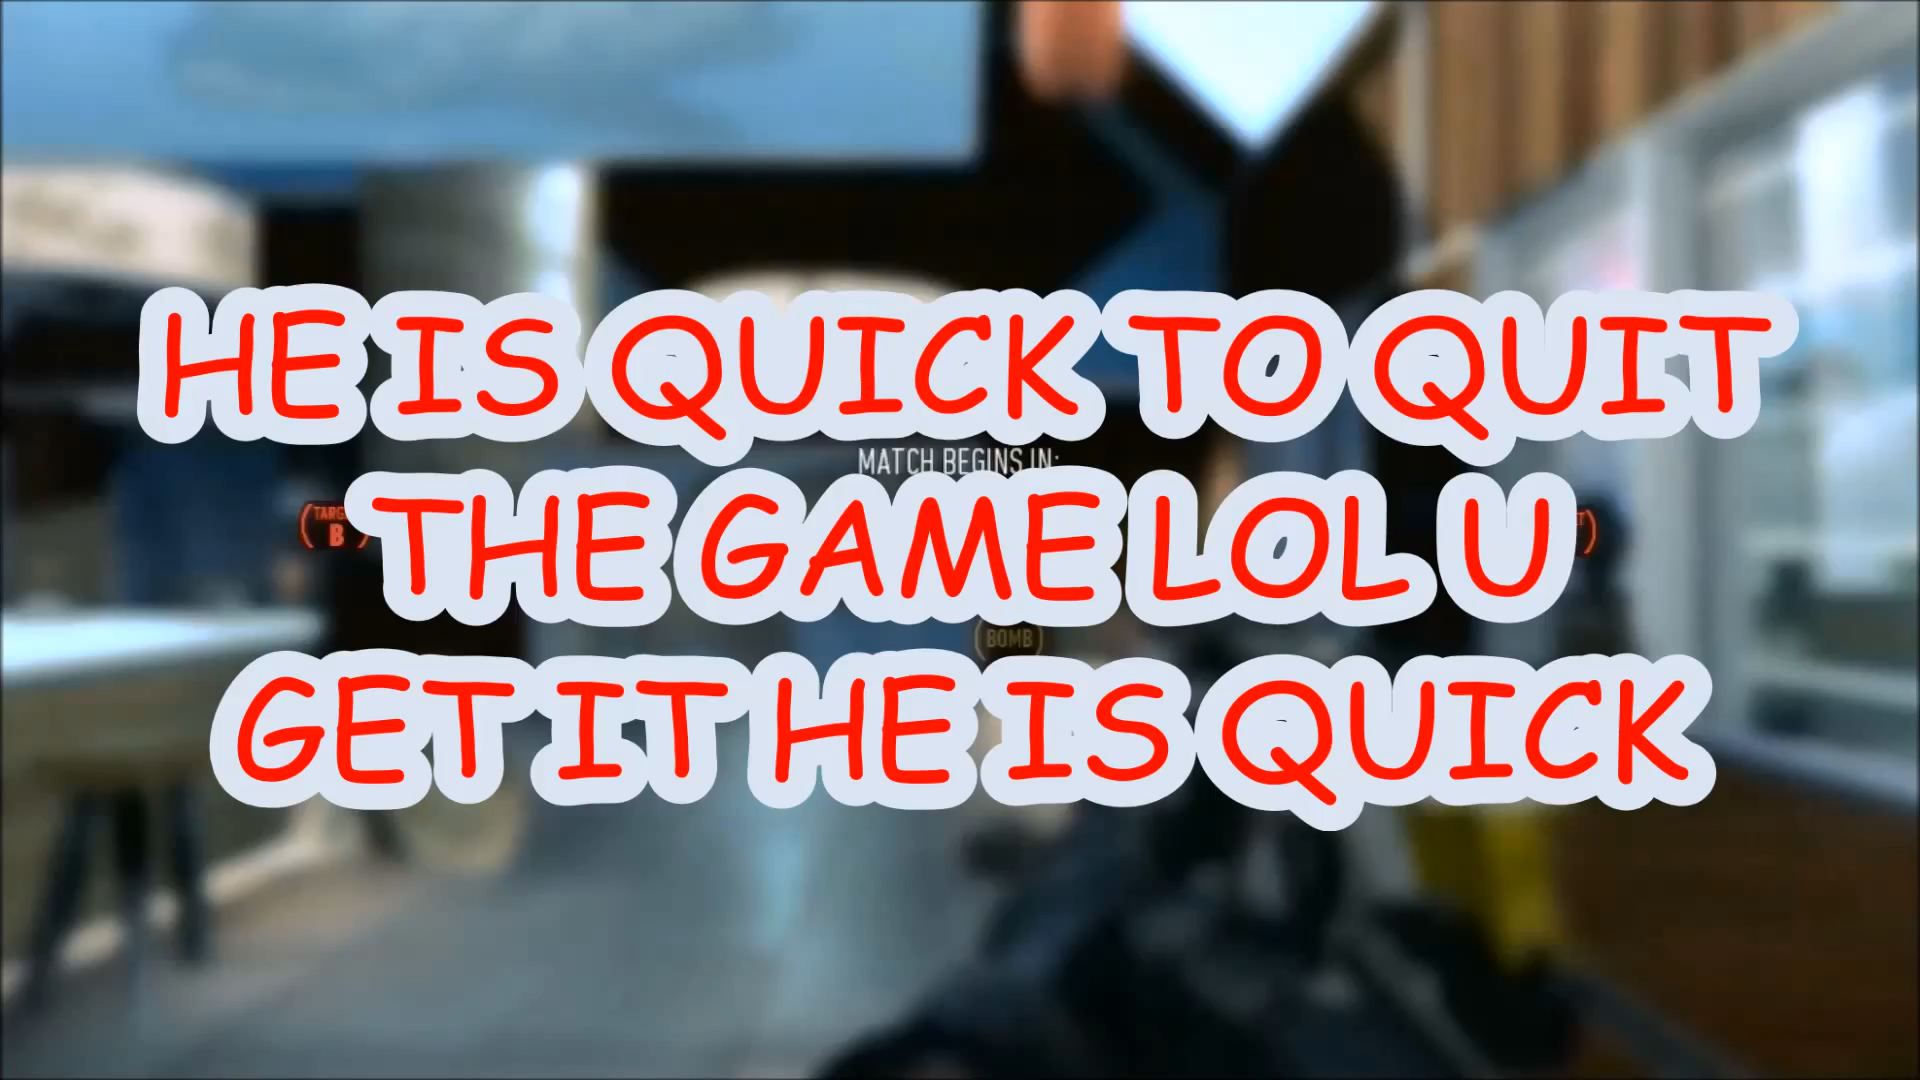 HE IS QUICK TO QUIT
MATCH BEGINS IN:
THE GAME LOL U
B
BOMB
GET IT HE IS QUICK